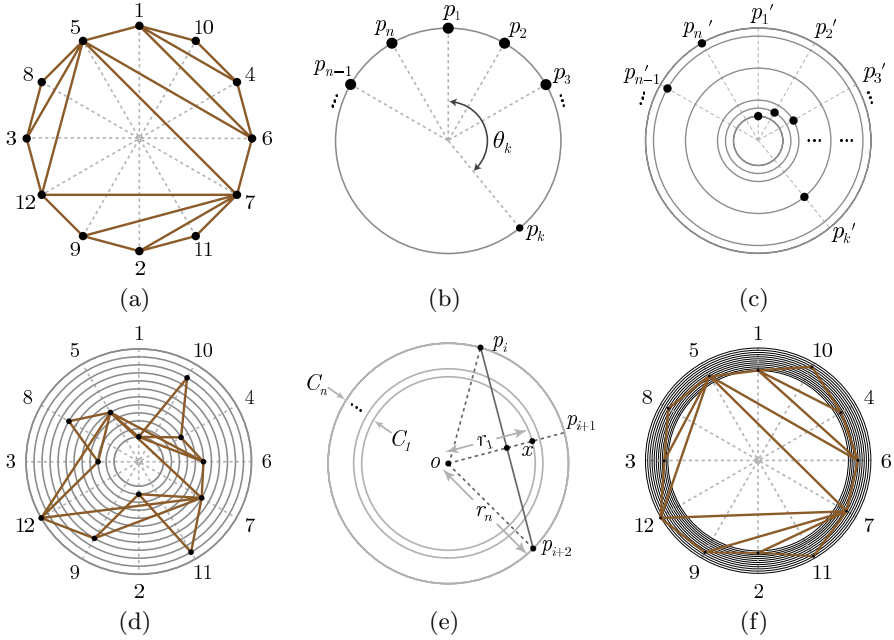 1
5
10
8
4
3
6
12
7
9
11
2
(a)
p₁
pₙ
p₂
pₙ₋₁
p₃
...
...
θₖ
pₖ
(b)
p₁'
pₙ'
p₂'
p'ₙ₋₁
p₃'
...
...
... ...
pₖ'
(c)
1
5
10
8
4
3
6
12
7
9
11
2
(d)
pᵢ
Cₙ
...
pᵢ₊₁
C₁
r₁
o
x
rₙ
pᵢ₊₂
(e)
1
5
10
8
4
3
6
12
7
9
11
2
(f)